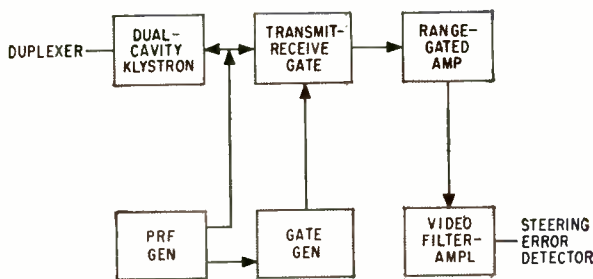 DUPLEXER
DUAL-
CAVITY
KLYSTRON
TRANSMIT-
RECEIVE
GATE
RANGE-
GATED
AMP
PRF
GEN
GATE
GEN
VIDEO
FILTER-
AMPL
STEERING
ERROR
DETECTOR